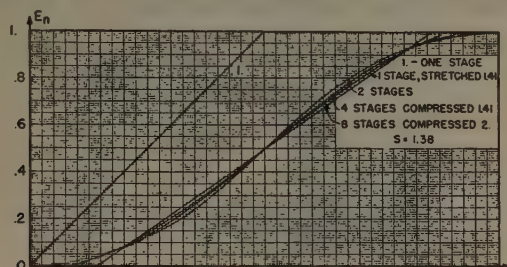 En
1.
.8
.6
.4
.2
0
1.
1. - ONE STAGE
1 STAGE, STRETCHED 1.41
2 STAGES
4 STAGES COMPRESSED 1.41
8 STAGES COMPRESSED 2.
S = 1.38